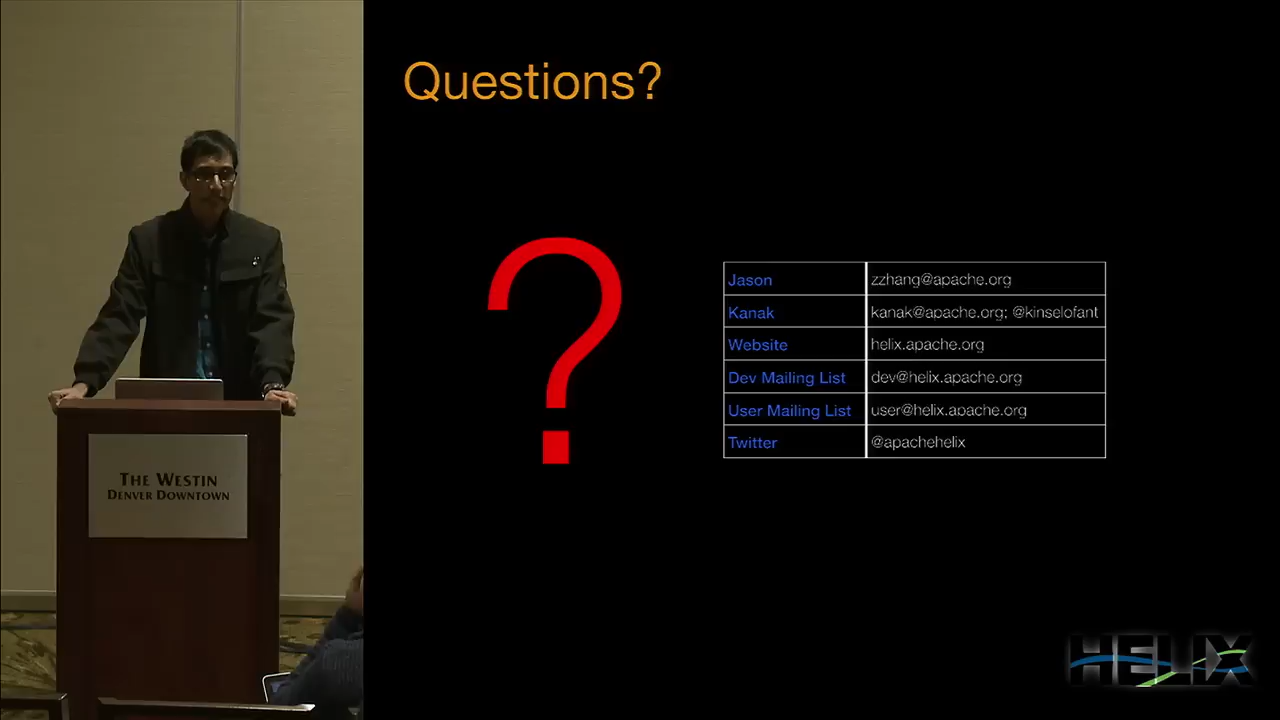 Questions?
?
Jason zzhang@apache.org
Kanak kanak@apache.org; @kinselofant
Website helix.apache.org
Dev Mailing List dev@helix.apache.org
User Mailing List user@helix.apache.org
Twitter @apachehelix
THE WESTIN
DENVER DOWNTOWN
HELIX